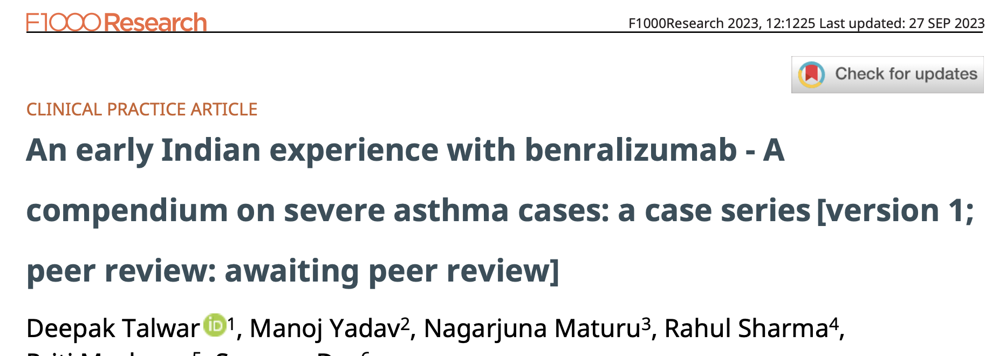 F1000Research
F1000Research 2023, 12:1225 Last updated: 27 SEP 2023
Check for updates
CLINICAL PRACTICE ARTICLE
An early Indian experience with benralizumab - A
compendium on severe asthma cases: a case series [version 1;
peer review: awaiting peer review]
Deepak Talwar iD 1, Manoj Yadav2, Nagarjuna Maturu3, Rahul Sharma4,